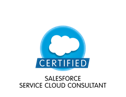 CERTIFIED
SALESFORCE
SERVICE CLOUD CONSULTANT